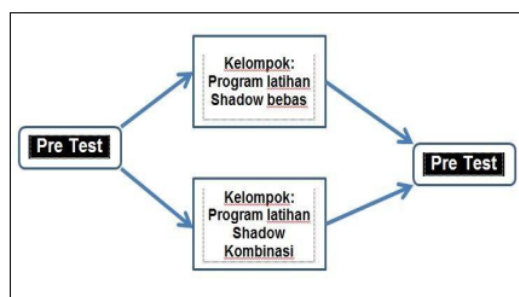 Pre Test
Kelompok:
Program latihan
Shadow bebas
Kelompok:
Program latihan
Shadow
Kombinasi
Pre Test